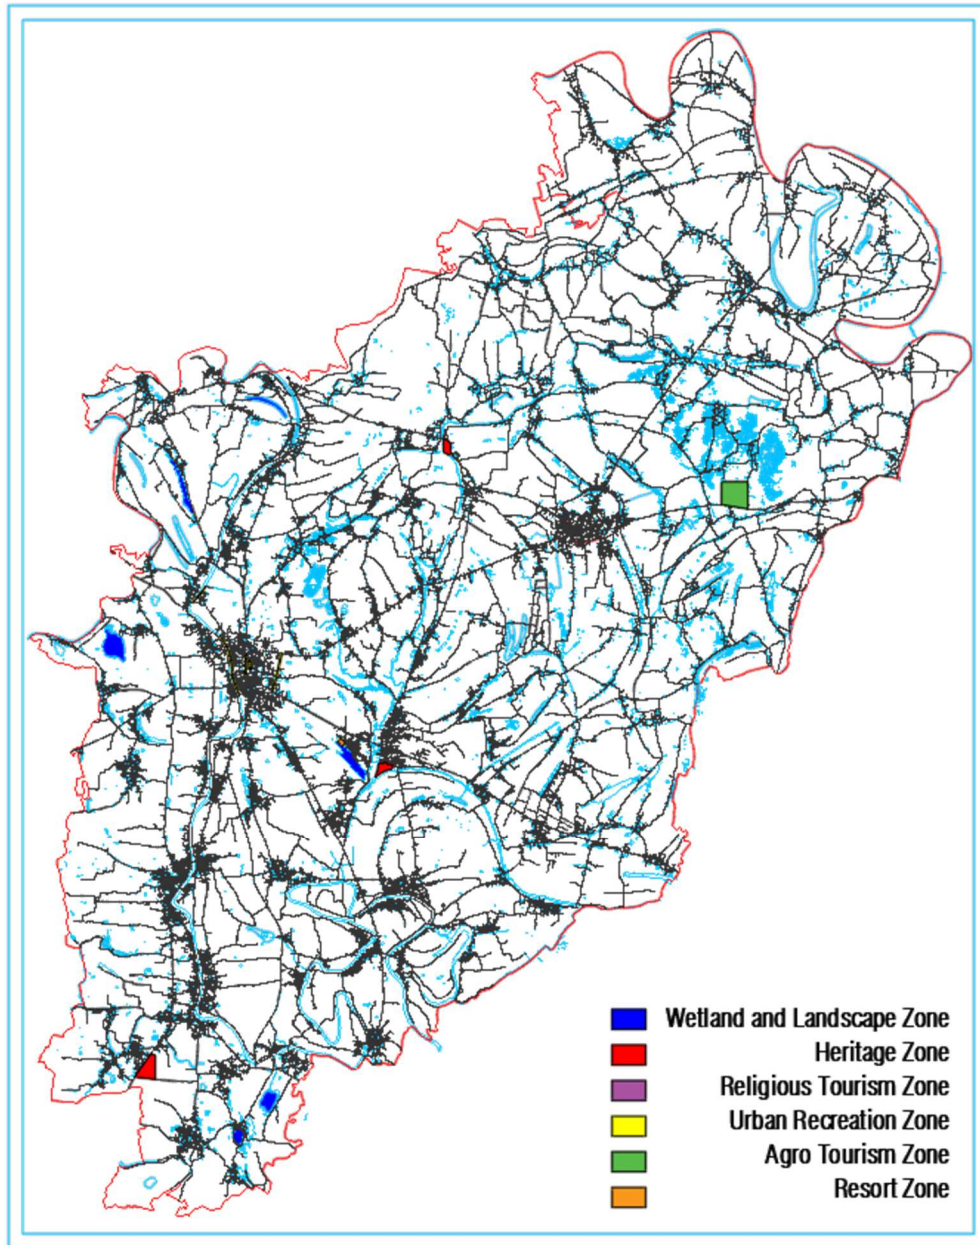 Wetland and Landscape Zone
Heritage Zone
Religious Tourism Zone
Urban Recreation Zone
Agro Tourism Zone
Resort Zone